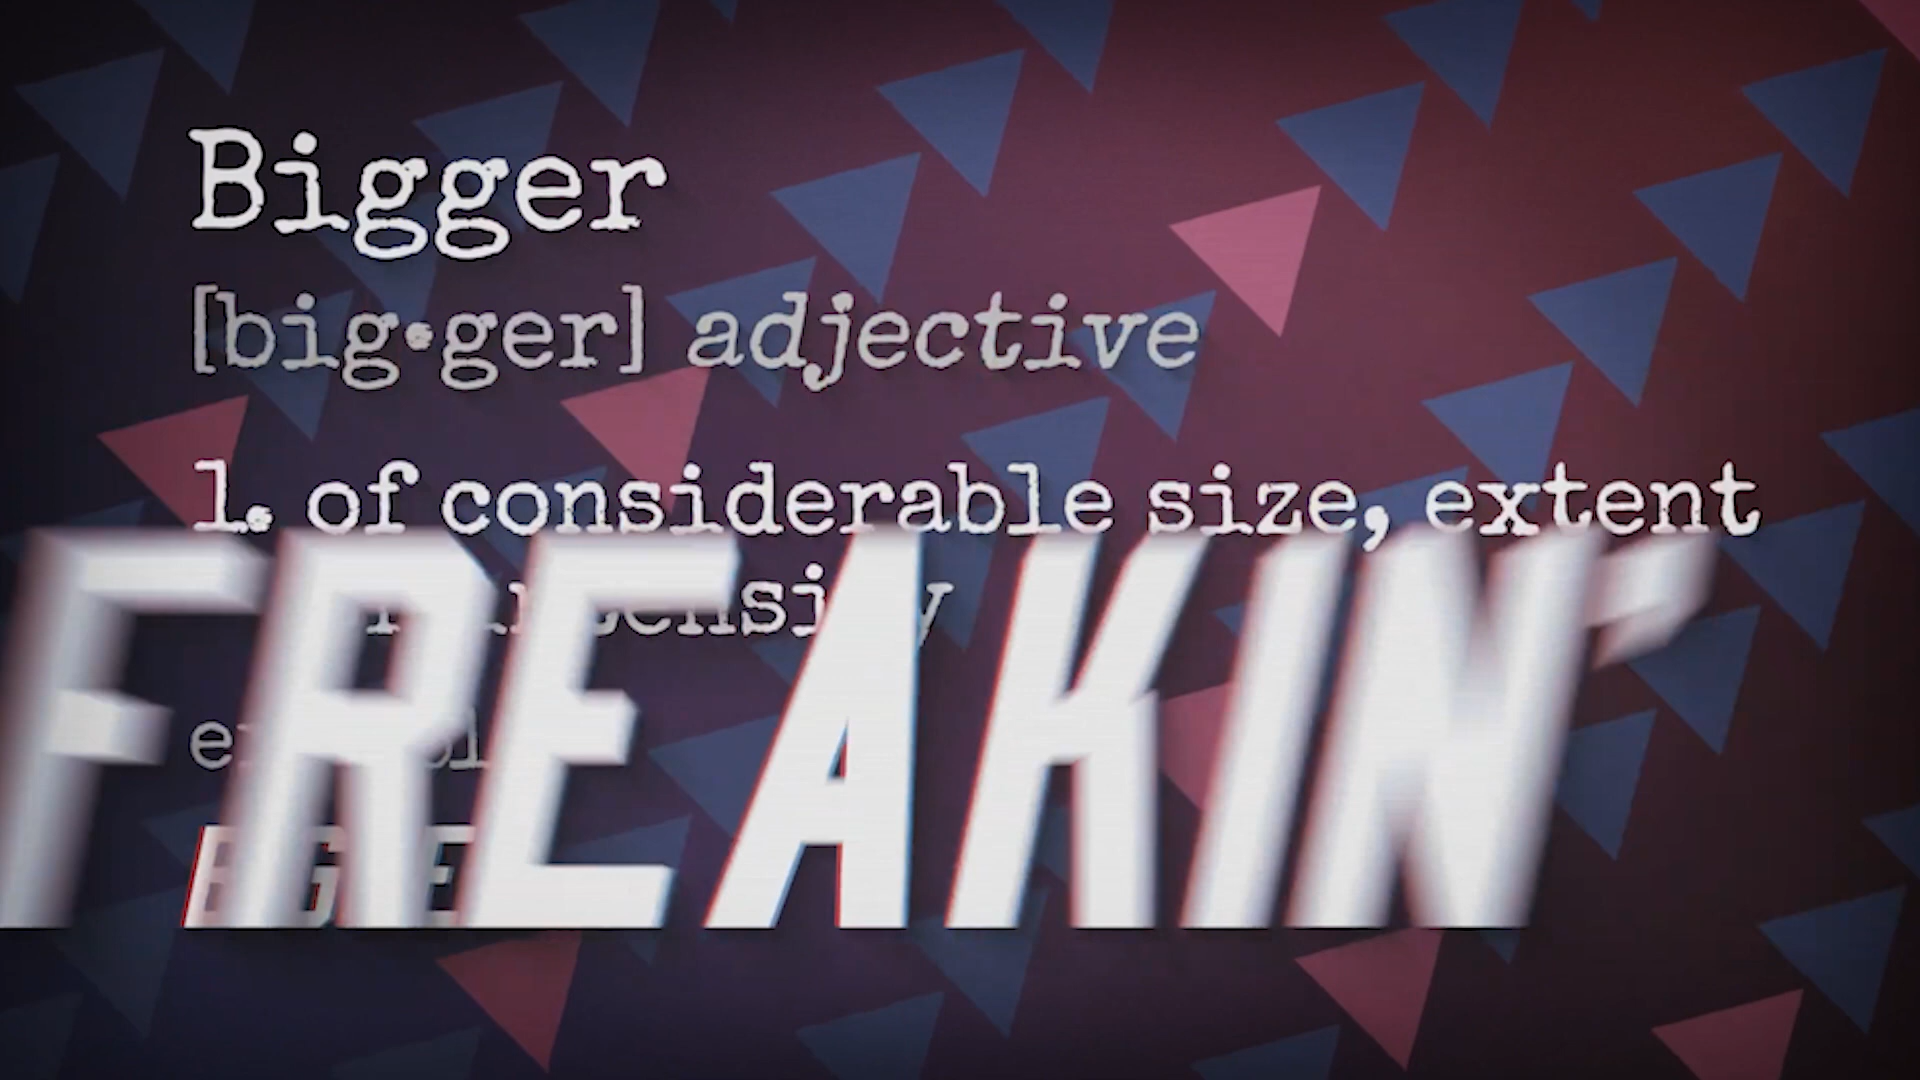 Bigger
[big•ger] adjective
1. of considerable size, extent
FREAKIN'